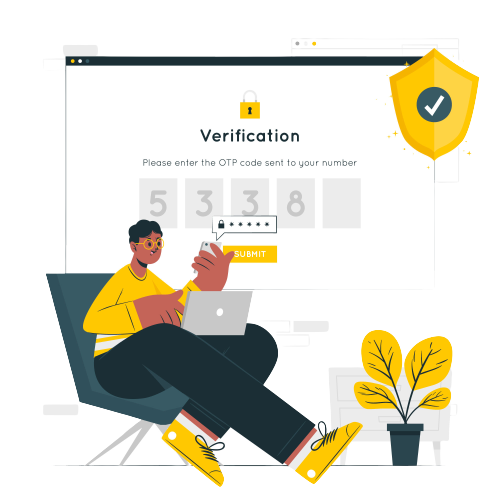 Verification
Please enter the OTP code sent to your number
5 3 3 8
* * * * *
SUBMIT